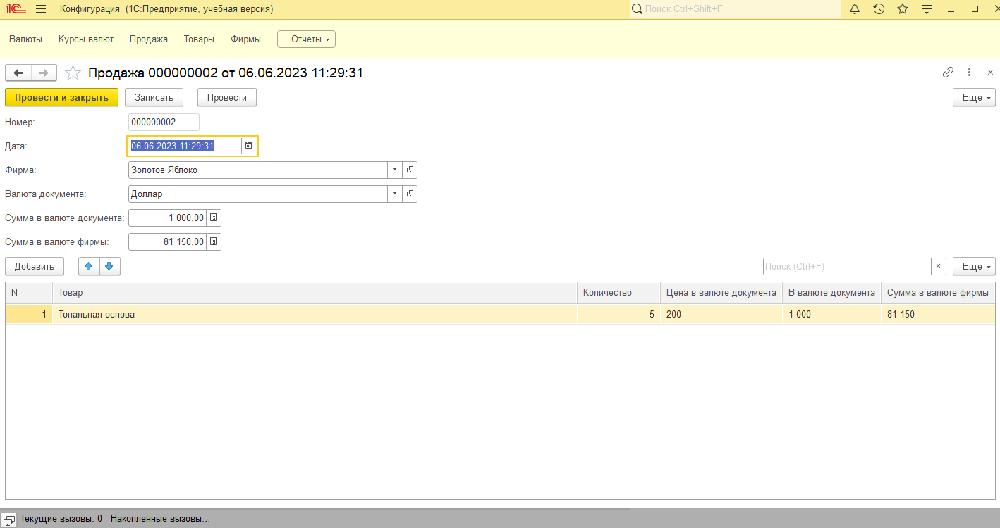 1С Конфигурация (1С:Предприятие, учебная версия) Поиск Ctrl+Shift+F
Валюты Курсы валют Продажа Товары Фирмы Отчеты
Продажа 000000002 от 06.06.2023 11:29:31
Провести и закрыть Записать Провести Еще
Номер: 000000002
Дата: 06.06.2023 11:29:31
Фирма: Золотое Яблоко
Валюта документа: Доллар
Сумма в валюте документа: 1 000,00
Сумма в валюте фирмы: 81 150,00
Добавить Поиск (Ctrl+F) × Еще
N Товар Количество Цена в валюте документа В валюте документа Сумма в валюте фирмы
1 Тональная основа 5 200 1 000 81 150
Текущие вызовы: 0 Накопленные вызовы...